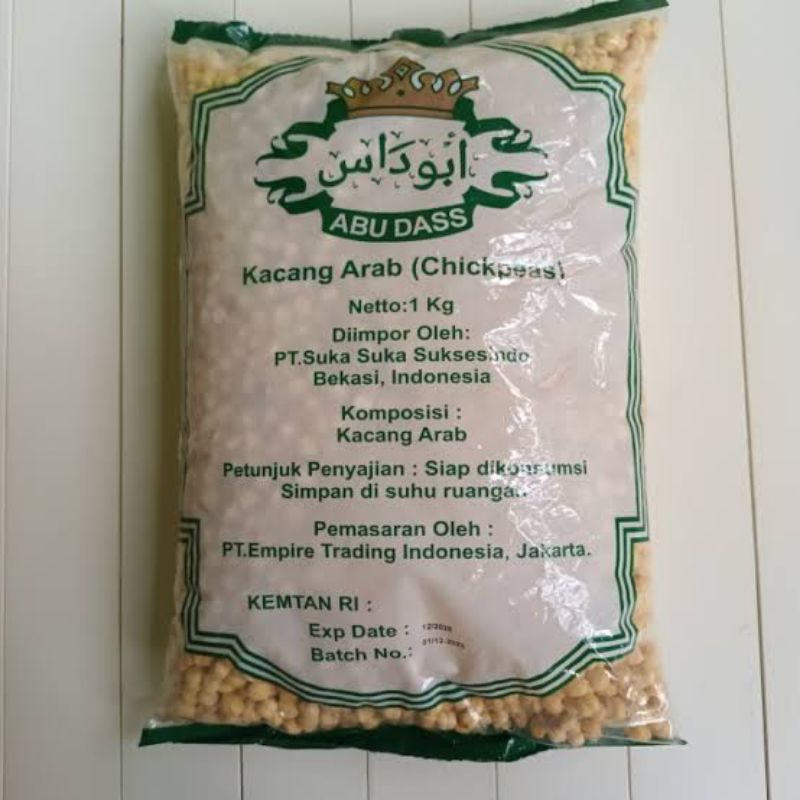 أبودَاس
ABU DASS
Kacang Arab (Chickpeas)
Netto:1 Kg
Diimpor Oleh:
PT.Suka Suka Suksesindo
Bekasi, Indonesia
Komposisi :
Kacang Arab
Petunjuk Penyajian : Siap dikonsumsi
Simpan di suhu ruangan
Pemasaran Oleh :
PT.Empire Trading Indonesia, Jakarta.
KEMTAN RI :
Exp Date :
Batch No.: